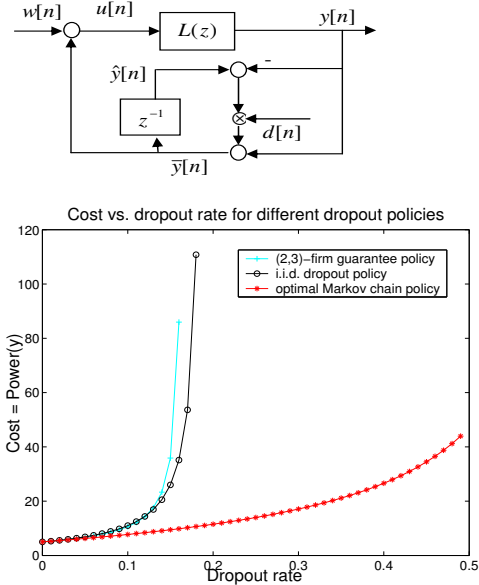 w[n] u[n] L(z) y[n]
ŷ[n] -
z⁻¹ ⊗ d[n]
y̅[n]
Cost vs. dropout rate for different dropout policies
120
100
80
60
40
20
0
Cost = Power(y)
(2,3)-firm guarantee policy
i.i.d. dropout policy
optimal Markov chain policy
0 0.1 0.2 0.3 0.4 0.5
Dropout rate